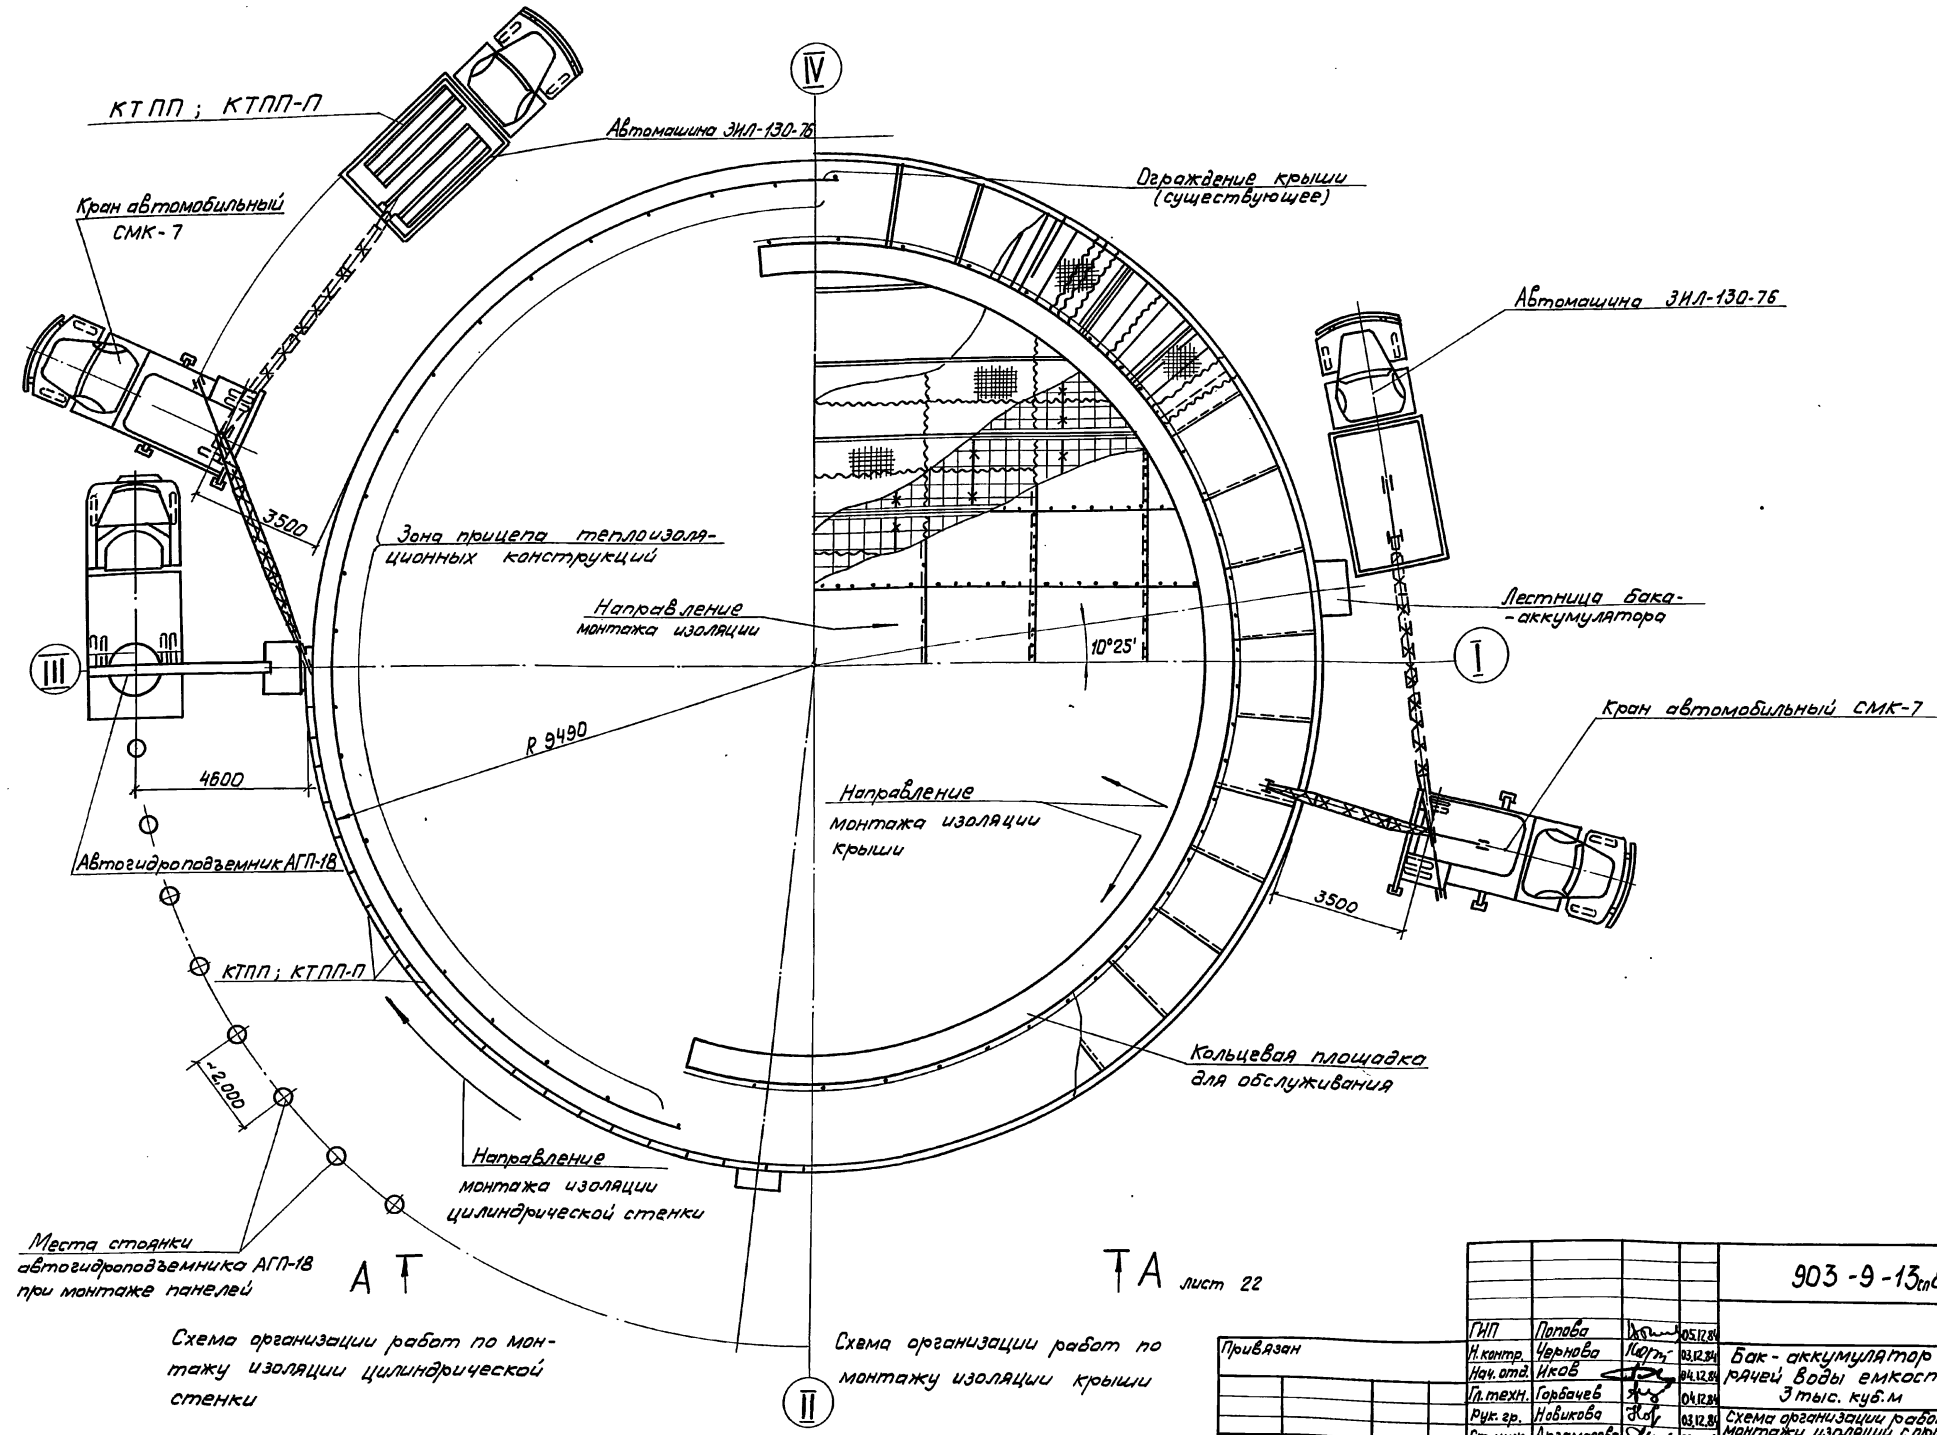 IV
КТПП; КТПП-П
Автомашина ЗИЛ-130-76
Ограждение крыши
(существующее)
Кран автомобильный
СМК-7
Автомашина ЗИЛ-130-76
3500
Зона прицепа теплоизоля-
ционных конструкций
Направление
монтажа изоляции
10°25'
Лестница бака-
-аккумулятора
III
I
R 9490
4600
Кран автомобильный СМК-7
Направление
монтажа изоляции
крыши
Автогидроподъемник АГП-18
3500
КТПП; КТПП-П
Кольцевая площадка
для обслуживания
~2,000
Направление
монтажа изоляции
цилиндрической стенки
Места стоянки
автогидроподъемника АГП-18
при монтаже панелей
А
А лист 22
Схема организации работ по мон-
тажу изоляции цилиндрической
стенки
Схема организации работ по
монтажу изоляции крыши
II
903-9-13
Привязан
ГИП Попова 05.12.84
Н.контр. Чернова 03.12.84
Нач. отд. Иков 04.12.84
Гл.техн. Горбачев 04.12.84
Рук. гр. Новикова 03.12.84
Бак-аккумулятор
рячей воды емкост
3 тыс. куб.м
Схема организации рабо